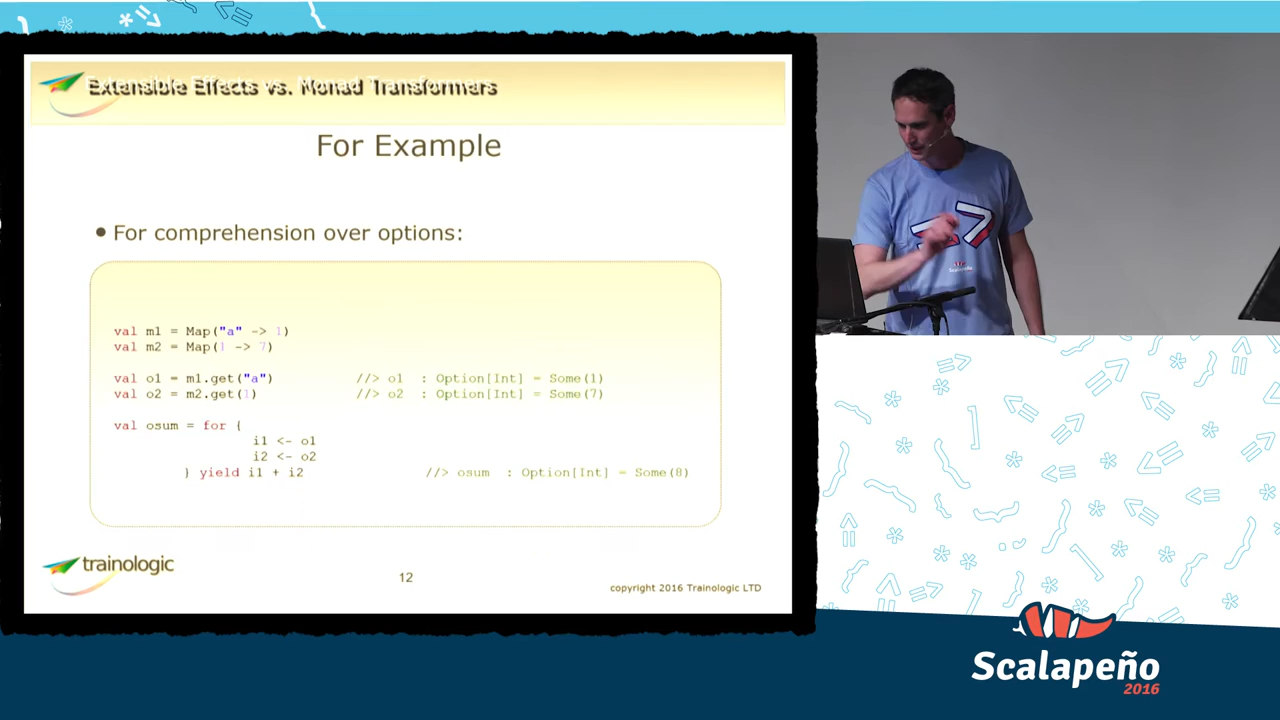 Extensible Effects vs. Monad Transformers
For Example
• For comprehension over options:
val m1 = Map("a" -> 1)
val m2 = Map(1 -> 7)
val o1 = m1.get("a") //> o1 : Option[Int] = Some(1)
val o2 = m2.get(1) //> o2 : Option[Int] = Some(7)
val osum = for {
i1 <- o1
i2 <- o2
} yield i1 + i2 //> osum : Option[Int] = Some(8)
trainologic
12
copyright 2016 Trainologic LTD
Scalapeño
2016